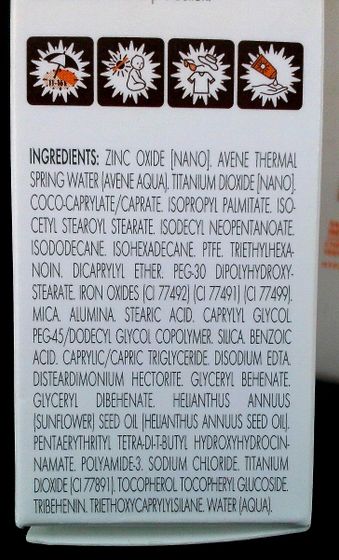 11-16h
INGREDIENTS: ZINC OXIDE [NANO]. AVENE THERMAL
SPRING WATER (AVENE AQUA). TITANIUM DIOXIDE [NANO].
COCO-CAPRYLATE/CAPRATE. ISOPROPYL PALMITATE. ISO-
CETYL STEAROYL STEARATE. ISODECYL NEOPENTANOATE.
ISODODECANE. ISOHEXADECANE. PTFE. TRIETHYLHEXA-
NOIN. DICAPRYLYL ETHER. PEG-30 DIPOLYHYDROXY-
STEARATE. IRON OXIDES (CI 77492) (CI 77491) (CI 77499).
MICA. ALUMINA. STEARIC ACID. CAPRYLYL GLYCOL.
PEG-45/DODECYL GLYCOL COPOLYMER. SILICA. BENZOIC
ACID. CAPRYLIC/CAPRIC TRIGLYCERIDE. DISODIUM EDTA.
DISTEARDIMONIUM HECTORITE. GLYCERYL BEHENATE.
GLYCERYL DIBEHENATE. HELIANTHUS ANNUUS
(SUNFLOWER) SEED OIL (HELIANTHUS ANNUUS SEED OIL).
PENTAERYTHRITYL TETRA-DI-T-BUTYL HYDROXYHYDROCIN-
NAMATE. POLYAMIDE-3. SODIUM CHLORIDE. TITANIUM
DIOXIDE (CI 77891). TOCOPHEROL. TOCOPHERYL GLUCOSIDE.
TRIBEHENIN. TRIETHOXYCAPRYLYLSILANE. WATER (AQUA).